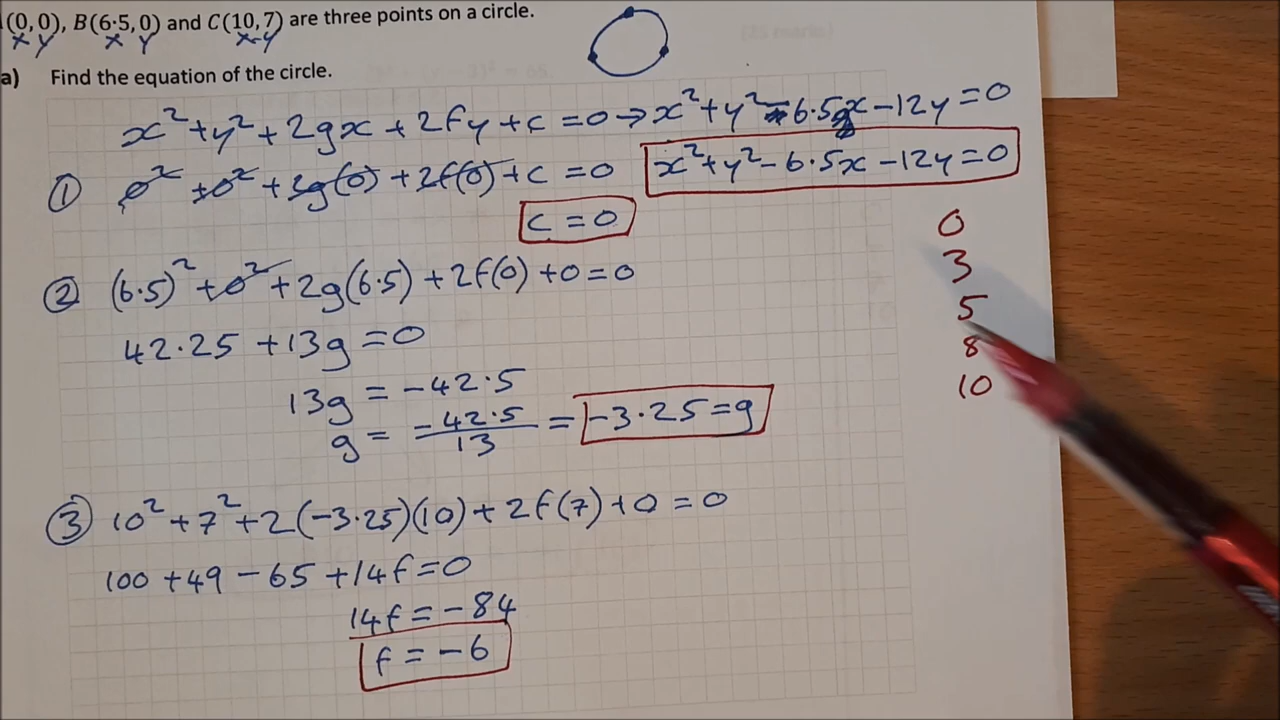 (0, 0), B(6·5, 0) and C(10, 7) are three points on a circle.
x y x y x y
a) Find the equation of the circle.
x² + y² + 2gx + 2fy + c = 0 → x² + y² - 6.5x - 12y = 0
① 0² + 0² + 2g(0) + 2f(0) + c = 0
x² + y² - 6.5x - 12y = 0
c = 0
② (6.5)² + 0² + 2g(6.5) + 2f(0) + 0 = 0
42.25 + 13g = 0
13g = -42.5
g = -42.5/13 = -3.25 = g
③ 10² + 7² + 2(-3.25)(10) + 2f(7) + 0 = 0
100 + 49 - 65 + 14f = 0
14f = -84
f = -6
0
3
5
8
10